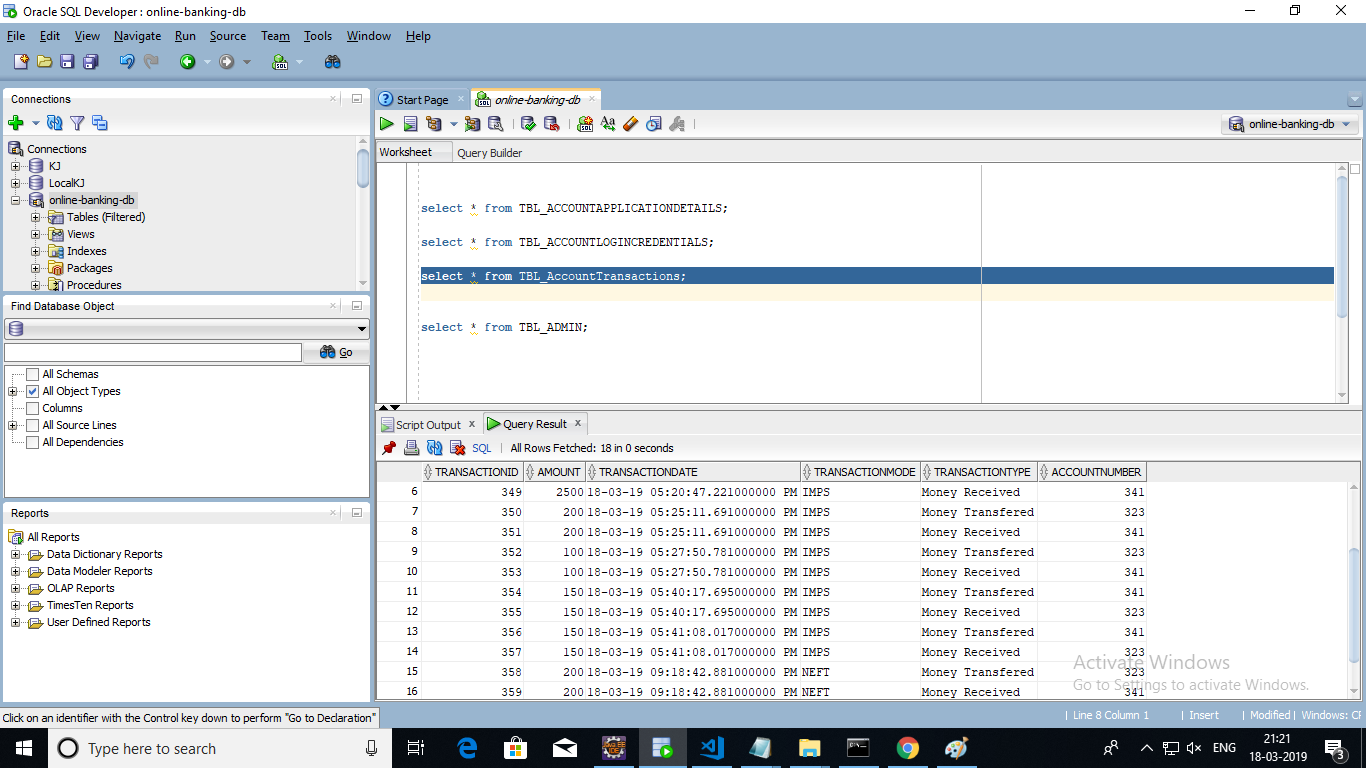 Oracle SQL Developer : online-banking-db
File Edit View Navigate Run Source Team Tools Window Help
Connections
Connections
KJ
LocalKJ
online-banking-db
Tables (Filtered)
Views
Indexes
Packages
Procedures
Find Database Object
Go
All Schemas
All Object Types
Columns
All Source Lines
All Dependencies
Reports
All Reports
Data Dictionary Reports
Data Modeler Reports
OLAP Reports
TimesTen Reports
User Defined Reports
Click on an identifier with the Control key down to perform "Go to Declaration"
Start Page online-banking-db
online-banking-db
Worksheet Query Builder
select * from TBL_ACCOUNTAPPLICATIONDETAILS;
select * from TBL_ACCOUNTLOGINCREDENTIALS;
select * from TBL_AccountTransactions;
select * from TBL_ADMIN;
Script Output Query Result
SQL All Rows Fetched: 18 in 0 seconds
TRANSACTIONID AMOUNT TRANSACTIONDATE TRANSACTIONMODE TRANSACTIONTYPE ACCOUNTNUMBER
6 349 2500 18-03-19 05:20:47.221000000 PM IMPS Money Received 341
7 350 200 18-03-19 05:25:11.691000000 PM IMPS Money Transfered 323
8 351 200 18-03-19 05:25:11.691000000 PM IMPS Money Received 341
9 352 100 18-03-19 05:27:50.781000000 PM IMPS Money Transfered 323
10 353 100 18-03-19 05:27:50.781000000 PM IMPS Money Received 341
11 354 150 18-03-19 05:40:17.695000000 PM IMPS Money Transfered 341
12 355 150 18-03-19 05:40:17.695000000 PM IMPS Money Received 323
13 356 150 18-03-19 05:41:08.017000000 PM IMPS Money Transfered 341
14 357 150 18-03-19 05:41:08.017000000 PM IMPS Money Received 323
15 358 200 18-03-19 09:18:42.881000000 PM NEFT Money Transfered 323
16 359 200 18-03-19 09:18:42.881000000 PM NEFT Money Received 341
Activate Windows
Go to Settings to activate Windows.
Line 8 Column 1 Insert Modified Windows: CF
Type here to search
ENG
21:21
18-03-2019
3